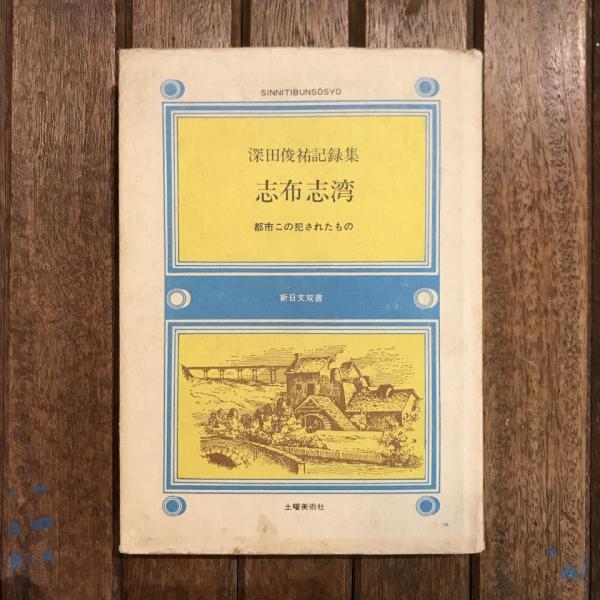 SINNITIBUNSŌSYO
深田俊祐記録集
志布志湾
都市この犯されたもの
新日文双書
土曜美術社